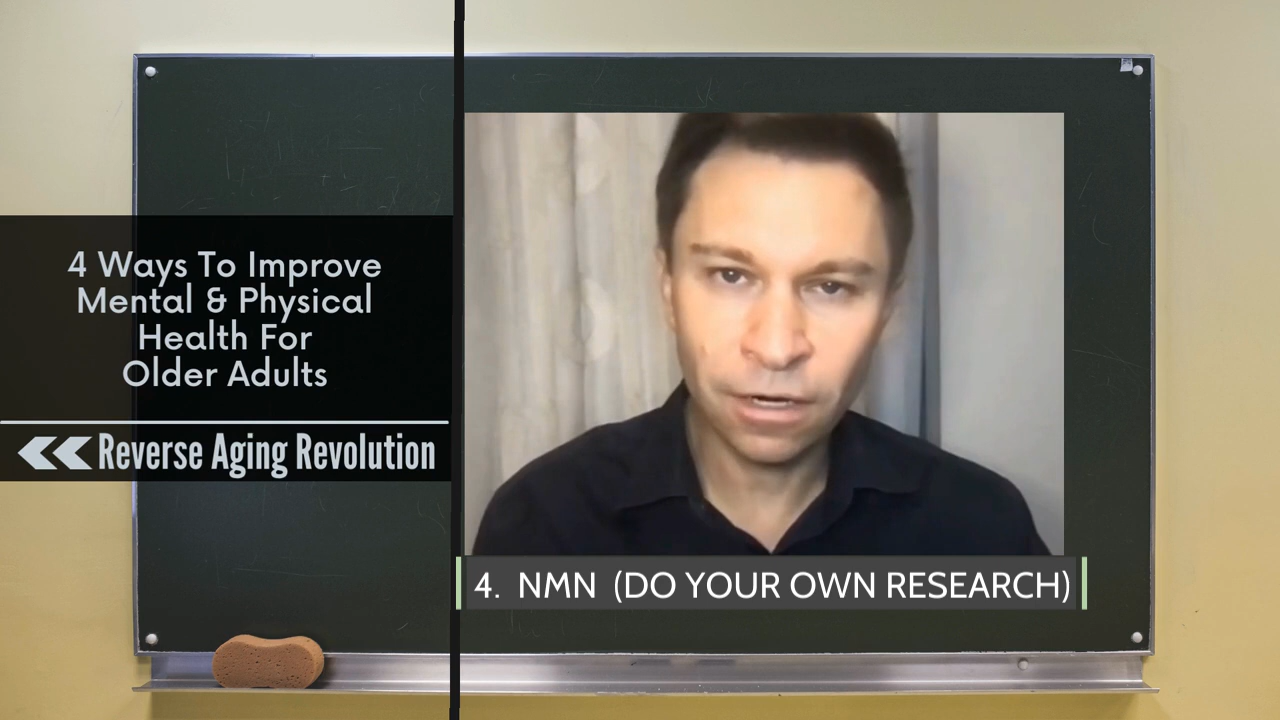 4 Ways To Improve
Mental & Physical
Health For
Older Adults
Reverse Aging Revolution
4. NMN (DO YOUR OWN RESEARCH)